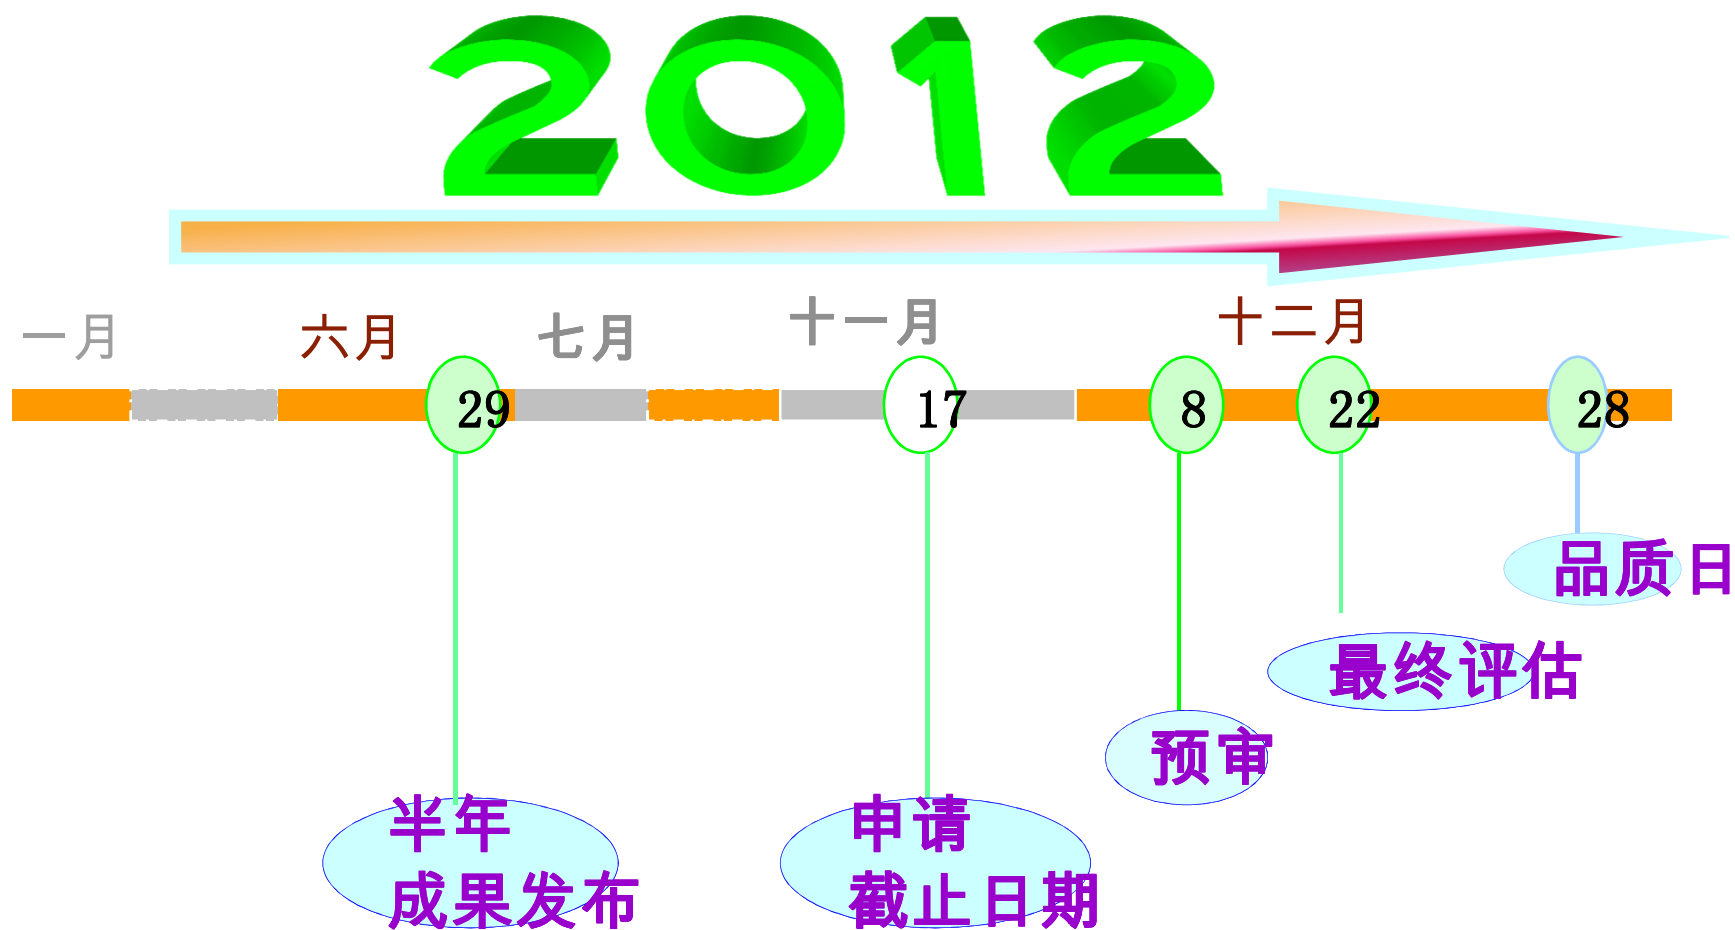 2012
一月
六月
七月
十一月
十二月
29
17
8
22
28
品质日
最终评估
预审
半年
成果发布
申请
截止日期